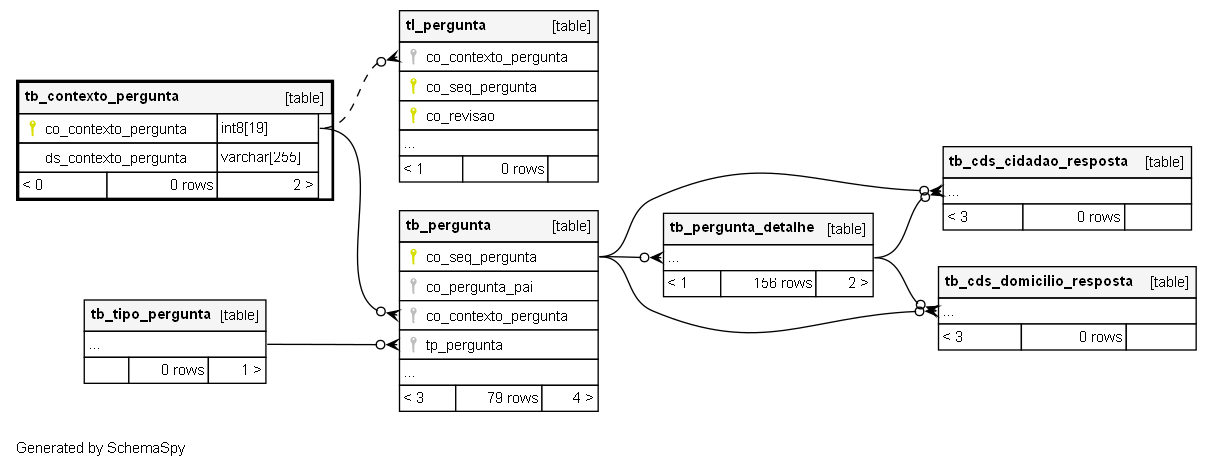 tl_pergunta [table]
co_contexto_pergunta
co_seq_pergunta
co_revisao
...
< 1 0 rows
tb_contexto_pergunta [table]
co_contexto_pergunta int8[19]
ds_contexto_pergunta varchar[255]
< 0 0 rows 2 >
tb_pergunta [table]
co_seq_pergunta
co_pergunta_pai
co_contexto_pergunta
tp_pergunta
...
< 3 79 rows 4 >
tb_tipo_pergunta [table]
...
0 rows 1 >
tb_pergunta_detalhe [table]
...
< 1 156 rows 2 >
tb_cds_cidadao_resposta [table]
...
< 3 0 rows
tb_cds_domicilio_resposta [table]
...
< 3 0 rows
Generated by SchemaSpy